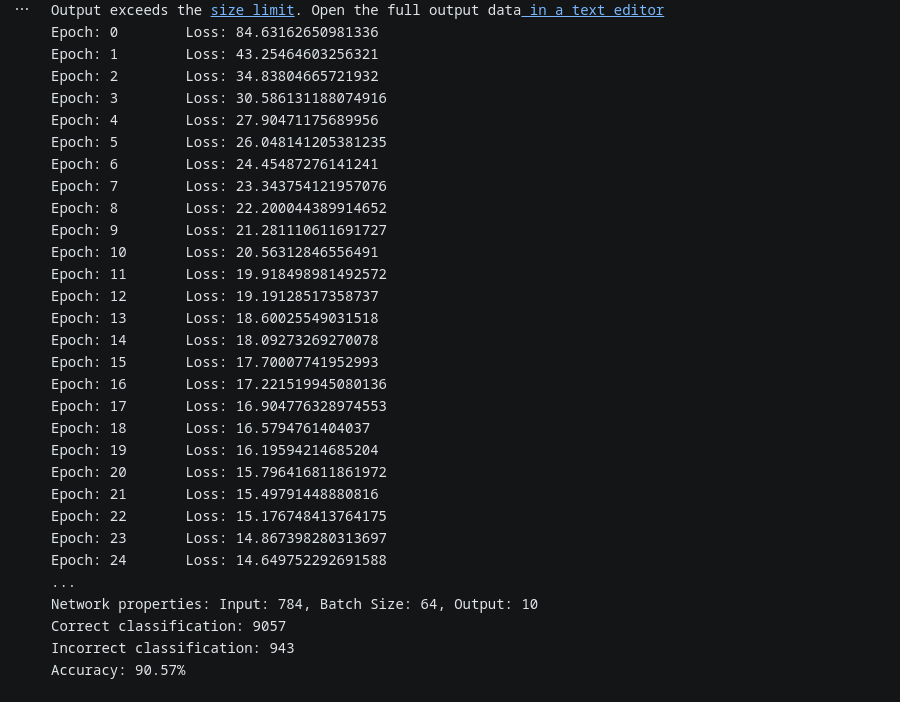 Output exceeds the size limit. Open the full output data in a text editor
Epoch: 0 Loss: 84.63162650981336
Epoch: 1 Loss: 43.25464603256321
Epoch: 2 Loss: 34.83804665721932
Epoch: 3 Loss: 30.586131188074916
Epoch: 4 Loss: 27.90471175689956
Epoch: 5 Loss: 26.048141205381235
Epoch: 6 Loss: 24.45487276141241
Epoch: 7 Loss: 23.343754121957076
Epoch: 8 Loss: 22.200044389914652
Epoch: 9 Loss: 21.281110611691727
Epoch: 10 Loss: 20.56312846556491
Epoch: 11 Loss: 19.918498981492572
Epoch: 12 Loss: 19.19128517358737
Epoch: 13 Loss: 18.60025549031518
Epoch: 14 Loss: 18.09273269270078
Epoch: 15 Loss: 17.70007741952993
Epoch: 16 Loss: 17.221519945080136
Epoch: 17 Loss: 16.904776328974553
Epoch: 18 Loss: 16.5794761404037
Epoch: 19 Loss: 16.19594214685204
Epoch: 20 Loss: 15.796416811861972
Epoch: 21 Loss: 15.49791448880816
Epoch: 22 Loss: 15.176748413764175
Epoch: 23 Loss: 14.867398280313697
Epoch: 24 Loss: 14.649752292691588
...
Network properties: Input: 784, Batch Size: 64, Output: 10
Correct classification: 9057
Incorrect classification: 943
Accuracy: 90.57%